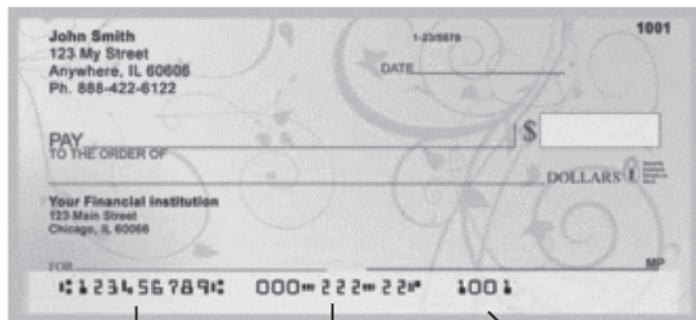 John Smith
123 My Street
Anywhere, IL 60606
Ph. 888-422-6122
1001
1-23/5678
DATE
PAY
TO THE ORDER OF
$
DOLLARS
Your Financial Institution
123 Main Street
Chicago, IL 60066
FOR
MP
⑆123456789⑆ 000⑉222⑉22⑈ 1001